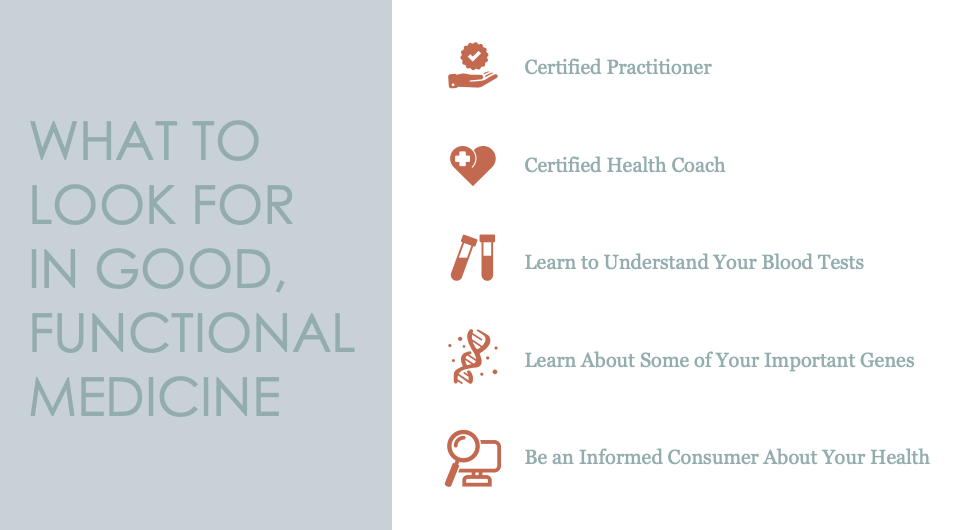 WHAT TO
LOOK FOR
IN GOOD,
FUNCTIONAL
MEDICINE
Certified Practitioner
Certified Health Coach
Learn to Understand Your Blood Tests
Learn About Some of Your Important Genes
Be an Informed Consumer About Your Health